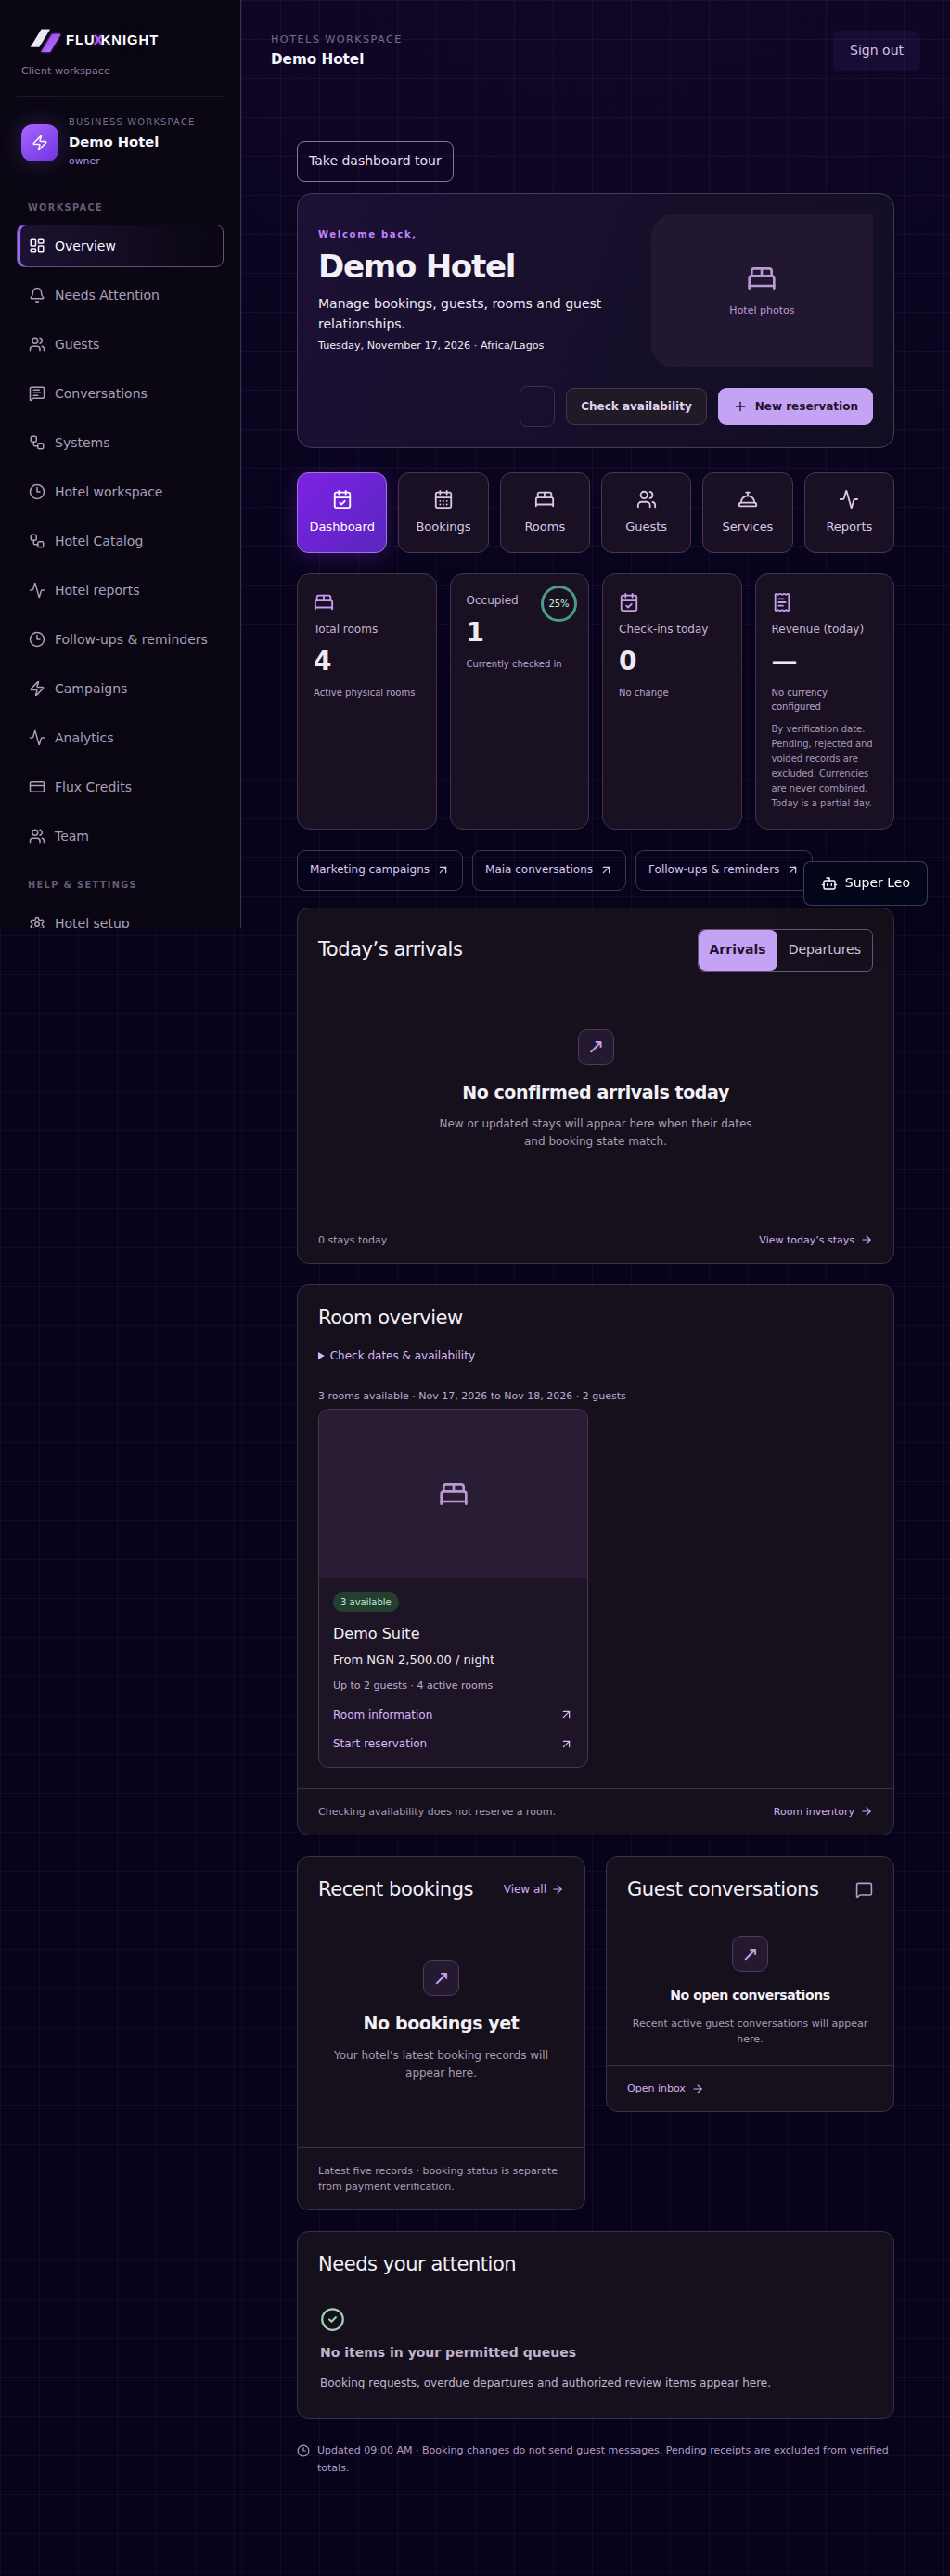 FLUXKNIGHT
Client workspace
BUSINESS WORKSPACE
Demo Hotel
owner
WORKSPACE
Overview
Needs Attention
Guests
Conversations
Systems
Hotel workspace
Hotel Catalog
Hotel reports
Follow-ups & reminders
Campaigns
Analytics
Flux Credits
Team
HELP & SETTINGS
Hotel setup
HOTELS WORKSPACE
Demo Hotel
Sign out
Take dashboard tour
Welcome back,
Demo Hotel
Manage bookings, guests, rooms and guest
relationships.
Tuesday, November 17, 2026 · Africa/Lagos
Hotel photos
Check availability
New reservation
Dashboard
Bookings
Rooms
Guests
Services
Reports
Total rooms
4
Active physical rooms
Occupied
25%
1
Currently checked in
Check-ins today
0
No change
Revenue (today)
—
No currency
configured
By verification date.
Pending, rejected and
voided records are
excluded. Currencies
are never combined.
Today is a partial day.
Marketing campaigns
Maia conversations
Follow-ups & reminders
Super Leo
Today’s arrivals
Arrivals
Departures
No confirmed arrivals today
New or updated stays will appear here when their dates
and booking state match.
0 stays today
View today’s stays
Room overview
Check dates & availability
3 rooms available · Nov 17, 2026 to Nov 18, 2026 · 2 guests
3 available
Demo Suite
From NGN 2,500.00 / night
Up to 2 guests · 4 active rooms
Room information
Start reservation
Checking availability does not reserve a room.
Room inventory
Recent bookings
View all
No bookings yet
Your hotel’s latest booking records will
appear here.
Latest five records · booking status is separate
from payment verification.
Guest conversations
No open conversations
Recent active guest conversations will appear
here.
Open inbox
Needs your attention
No items in your permitted queues
Booking requests, overdue departures and authorized review items appear here.
Updated 09:00 AM · Booking changes do not send guest messages. Pending receipts are excluded from verified
totals.